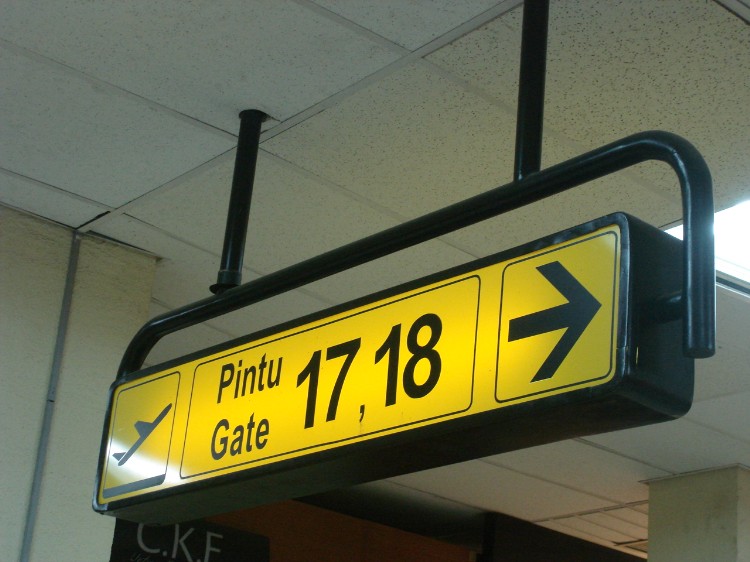 Pintu
Gate
17,18
C.K.F